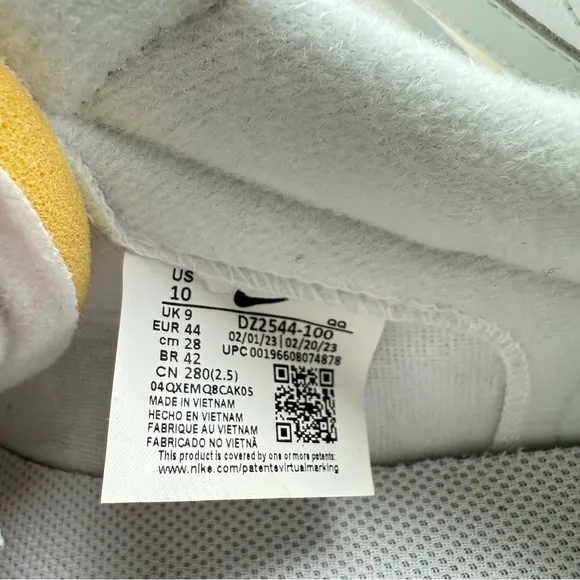 US
10
UK 9
EUR 44
cm 28
BR 42
CN 280(2.5)
QQ
DZ2544-100
02/01/23 | 02/20/23
UPC 00196608074878
04QXEMQ8CAK05
MADE IN VIETNAM
HECHO EN VIETNAM
FABRIQUE AU VIETNAM
FABRICADO NO VIETNÃ
This product is covered by one or more patents:
www.nike.com/patentsvirtualmarking